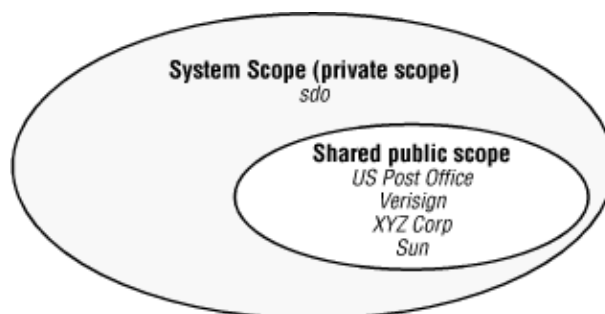 System Scope (private scope)
sdo
Shared public scope
US Post Office
Verisign
XYZ Corp
Sun